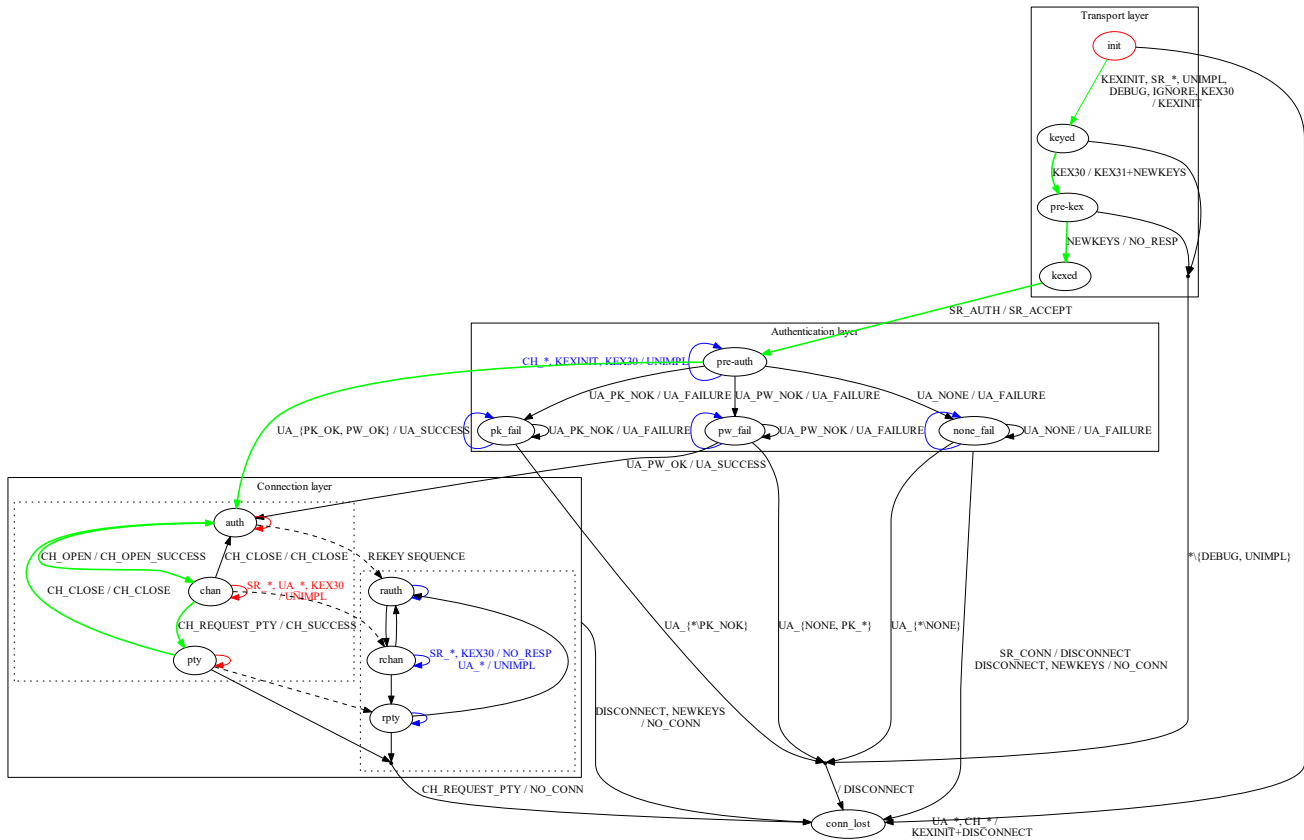 Transport layer
init
KEXINIT, SR_*, UNIMPL,
DEBUG, IGNORE, KEX30
/ KEXINIT
keyed
KEX30 / KEX31+NEWKEYS
pre-kex
NEWKEYS / NO_RESP
kexed
SR_AUTH / SR_ACCEPT
Authentication layer
CH_*, KEXINIT, KEX30 / UNIMPL
pre-auth
UA_PK_NOK / UA_FAILURE
UA_PW_NOK / UA_FAILURE
UA_NONE / UA_FAILURE
UA_{PK_OK, PW_OK} / UA_SUCCESS
pk_fail
UA_PK_NOK / UA_FAILURE
pw_fail
UA_PW_NOK / UA_FAILURE
none_fail
UA_NONE / UA_FAILURE
UA_PW_OK / UA_SUCCESS
Connection layer
auth
CH_OPEN / CH_OPEN_SUCCESS
CH_CLOSE / CH_CLOSE
REKEY SEQUENCE
*\{DEBUG, UNIMPL}
CH_CLOSE / CH_CLOSE
chan
SR_*, UA_*, KEX30
/ UNIMPL
rauth
CH_REQUEST_PTY / CH_SUCCESS
UA_{*\PK_NOK}
UA_{NONE, PK_*}
UA_{*\NONE}
pty
rchan
SR_*, KEX30 / NO_RESP
UA_* / UNIMPL
SR_CONN / DISCONNECT
DISCONNECT, NEWKEYS / NO_CONN
rpty
DISCONNECT, NEWKEYS
/ NO_CONN
CH_REQUEST_PTY / NO_CONN
/ DISCONNECT
conn_lost
UA_*, CH_* /
KEXINIT+DISCONNECT